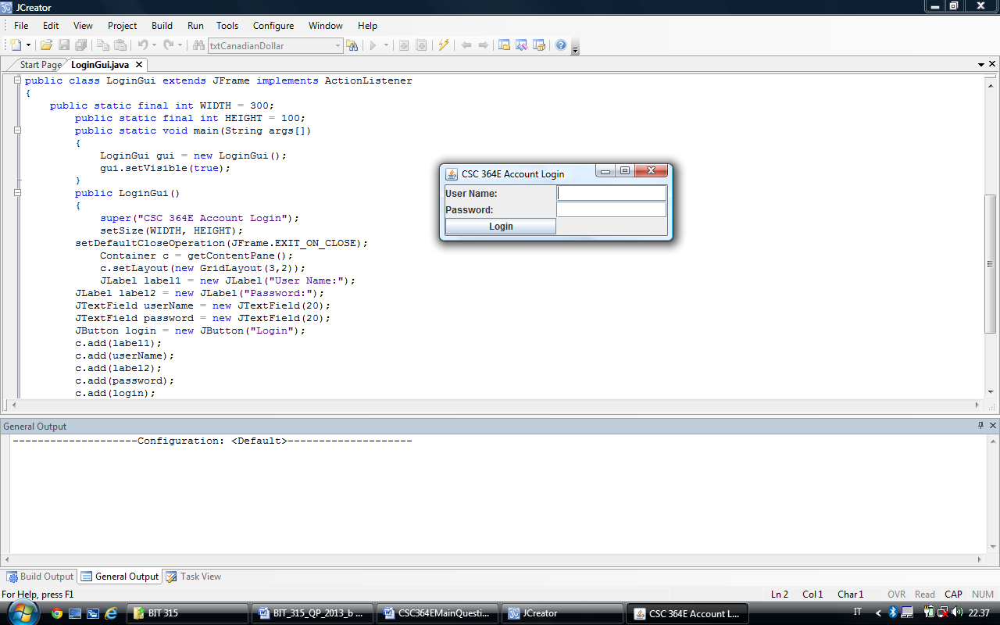 JCreator
File Edit View Project Build Run Tools Configure Window Help
txtCanadianDollar
Start Page LoginGui.java
public class LoginGui extends JFrame implements ActionListener
{
public static final int WIDTH = 300;
public static final int HEIGHT = 100;
public static void main(String args[])
{
LoginGui gui = new LoginGui();
gui.setVisible(true);
}
public LoginGui()
{
super("CSC 364E Account Login");
setSize(WIDTH, HEIGHT);
setDefaultCloseOperation(JFrame.EXIT_ON_CLOSE);
Container c = getContentPane();
c.setLayout(new GridLayout(3,2));
JLabel label1 = new JLabel("User Name:");
JLabel label2 = new JLabel("Password:");
JTextField userName = new JTextField(20);
JTextField password = new JTextField(20);
JButton login = new JButton("Login");
c.add(label1);
c.add(userName);
c.add(label2);
c.add(password);
c.add(login);
CSC 364E Account Login
User Name:
Password:
Login
General Output
--------------------Configuration: <Default>--------------------
Build Output General Output Task View
For Help, press F1 Ln 2 Col 1 Char 1 OVR Read CAP NUM
BIT 315 BIT_315_QP_2013_b ... CSC364EMainQuesti... JCreator CSC 364E Account L... IT 22.37